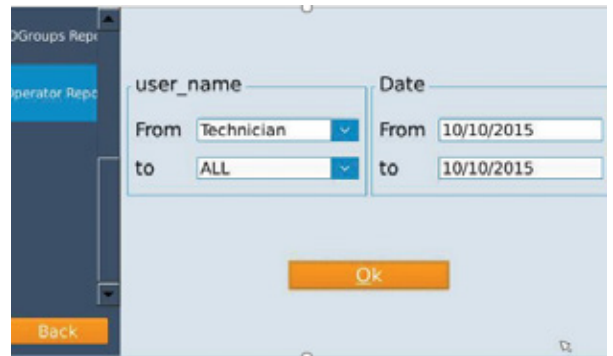 DGroups Repo
Operator Repo
user_name
From Technician
to ALL
Date
From 10/10/2015
to 10/10/2015
Ok
Back